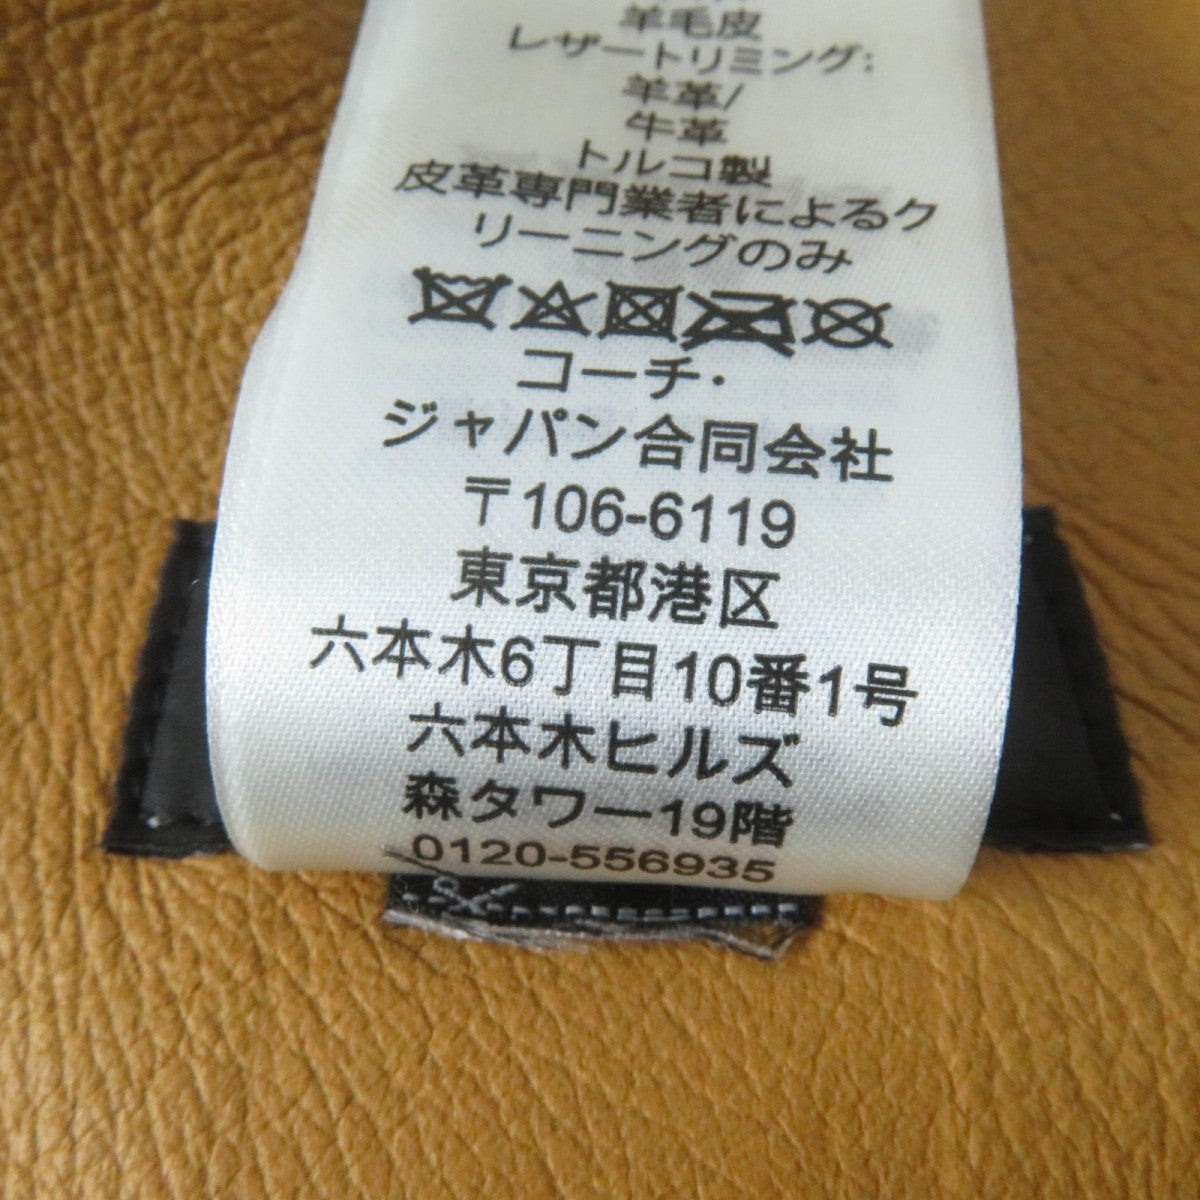 羊毛皮
レザートリミング:
羊革/
牛革
トルコ製
皮革専門業者によるク
リーニングのみ
コーチ・
ジャパン合同会社
〒106-6119
東京都港区
六本木6丁目10番1号
六本木ヒルズ
森タワー19階
0120-556935